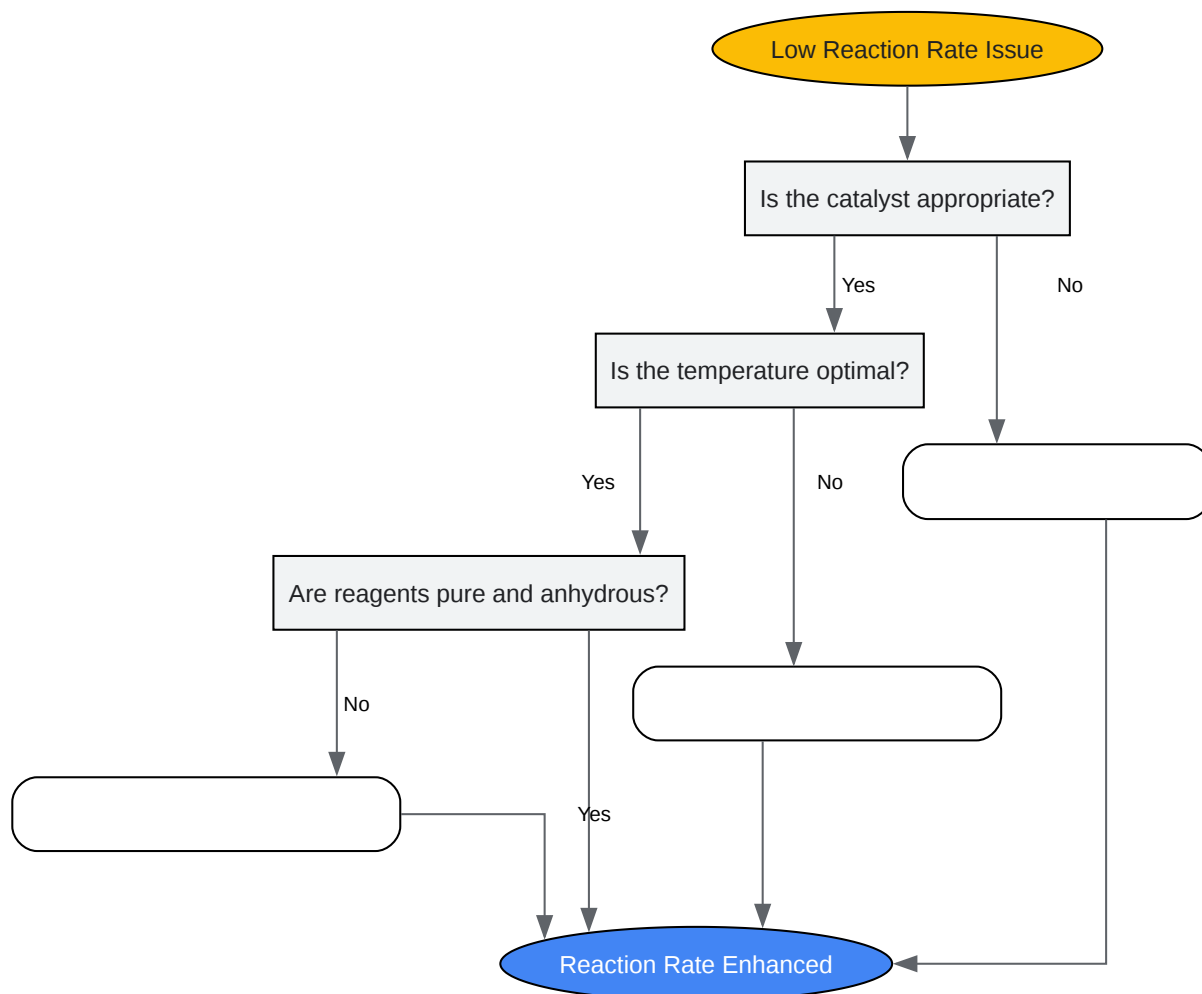 Low Reaction Rate Issue
Is the catalyst appropriate?
Yes
No
Is the temperature optimal?
Yes
No
Are reagents pure and anhydrous?
No
Yes
Reaction Rate Enhanced